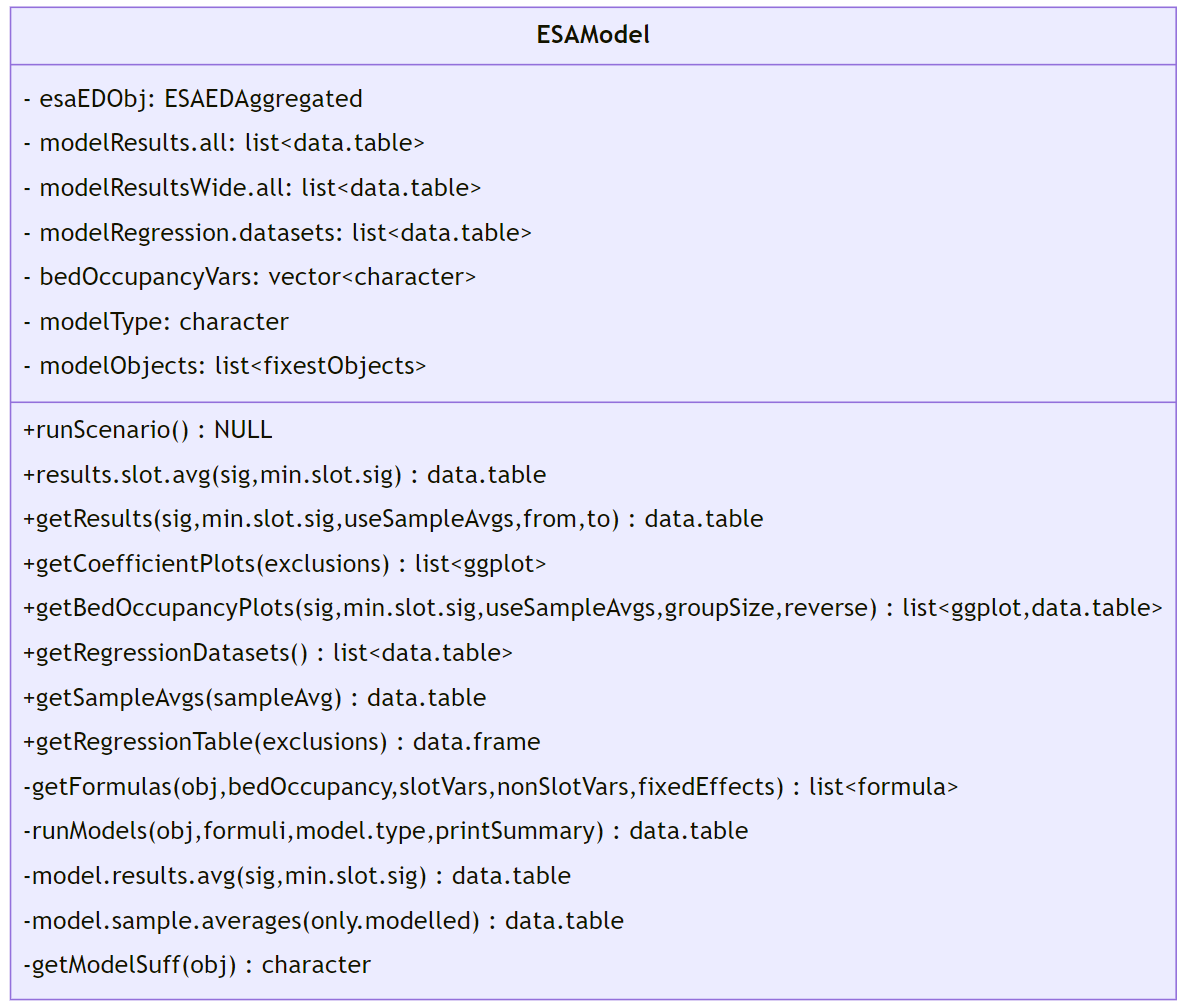 ESAModel
- esaEDObj: ESAEDAggregated
- modelResults.all: list<data.table>
- modelResultsWide.all: list<data.table>
- modelRegression.datasets: list<data.table>
- bedOccupancyVars: vector<character>
- modelType: character
- modelObjects: list<fixestObjects>
+runScenario() : NULL
+results.slot.avg(sig,min.slot.sig) : data.table
+getResults(sig,min.slot.sig,useSampleAvgs,from,to) : data.table
+getCoefficientPlots(exclusions) : list<ggplot>
+getBedOccupancyPlots(sig,min.slot.sig,useSampleAvgs,groupSize,reverse) : list<ggplot,data.table>
+getRegressionDatasets() : list<data.table>
+getSampleAvgs(sampleAvg) : data.table
+getRegressionTable(exclusions) : data.frame
-getFormulas(obj,bedOccupancy,slotVars,nonSlotVars,fixedEffects) : list<formula>
-runModels(obj,formuli,model.type,printSummary) : data.table
-model.results.avg(sig,min.slot.sig) : data.table
-model.sample.averages(only.modelled) : data.table
-getModelSuff(obj) : character